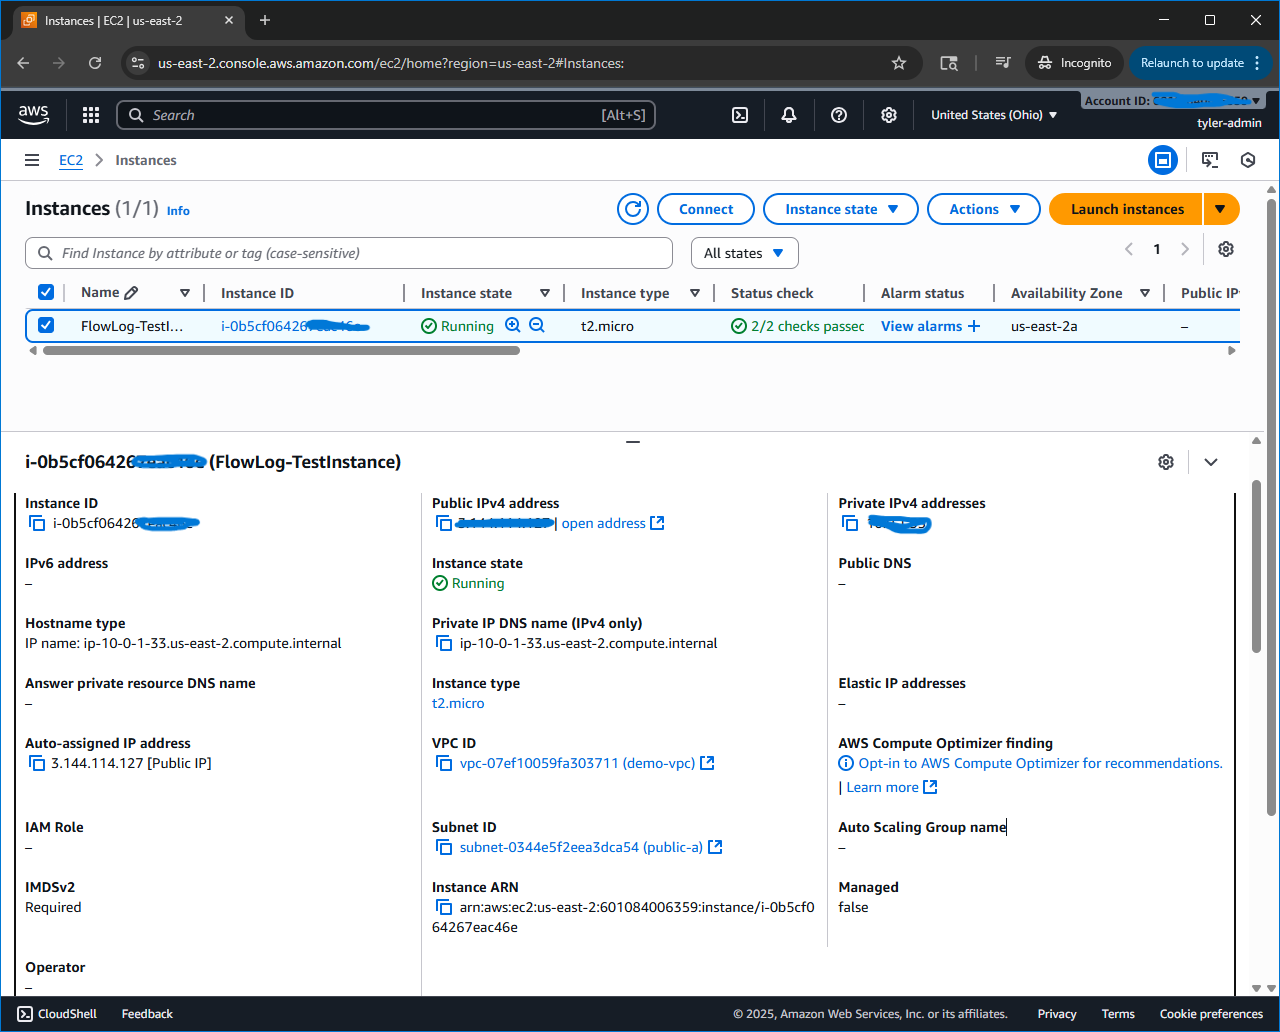 Instances | EC2 | us-east-2
us-east-2.console.aws.amazon.com/ec2/home?region=us-east-2#Instances:
Incognito
Relaunch to update
aws
Search
[Alt+S]
United States (Ohio)
Account ID:
tyler-admin
EC2
Instances
Instances (1/1) Info
Connect
Instance state
Actions
Launch instances
Find Instance by attribute or tag (case-sensitive)
All states
1
Name
Instance ID
Instance state
Instance type
Status check
Alarm status
Availability Zone
Public IP
FlowLog-TestI...
i-0b5cf06426
Running
t2.micro
2/2 checks passed
View alarms +
us-east-2a
–
i-0b5cf06426 (FlowLog-TestInstance)
Instance ID
i-0b5cf06426
Public IPv4 address
| open address
Private IPv4 addresses
IPv6 address
–
Instance state
Running
Public DNS
–
Hostname type
IP name: ip-10-0-1-33.us-east-2.compute.internal
Private IP DNS name (IPv4 only)
ip-10-0-1-33.us-east-2.compute.internal
Answer private resource DNS name
–
Instance type
t2.micro
Elastic IP addresses
–
Auto-assigned IP address
3.144.114.127 [Public IP]
VPC ID
vpc-07ef10059fa303711 (demo-vpc)
AWS Compute Optimizer finding
Opt-in to AWS Compute Optimizer for recommendations.
| Learn more
IAM Role
–
Subnet ID
subnet-0344e5f2eea3dca54 (public-a)
Auto Scaling Group name
–
IMDSv2
Required
Instance ARN
arn:aws:ec2:us-east-2:601084006359:instance/i-0b5cf0
64267eac46e
Managed
false
Operator
–
CloudShell
Feedback
© 2025, Amazon Web Services, Inc. or its affiliates.
Privacy
Terms
Cookie preferences